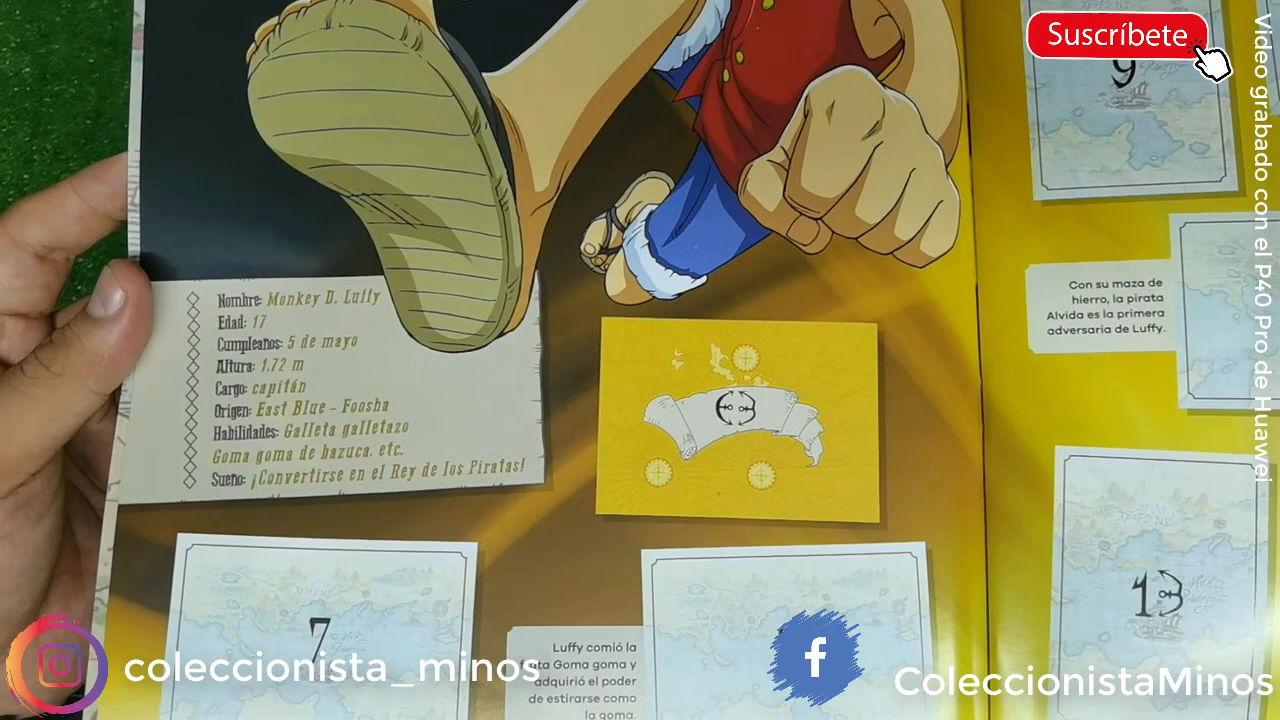 Suscríbete
Video grabado con el P40 Pro de Huawei
9
Nombre: Monkey D. Luffy
Edad: 17
Cumpleaños: 5 de mayo
Altura: 1.72 m
Cargo: capitán
Origen: East Blue - Foosha
Habilidades: Galleta galletazo
Goma goma de bazuca, etc.
Sueño: ¡Convertirse en el Rey de los Piratas!
Con su maza de
hierro, la pirata
Alvida es la primera
adversaria de Luffy.
7
13
Luffy comió la
Goma goma y
adquirió el poder
de estirarse como
la goma.
coleccionista_minos
f
ColeccionistaMinos